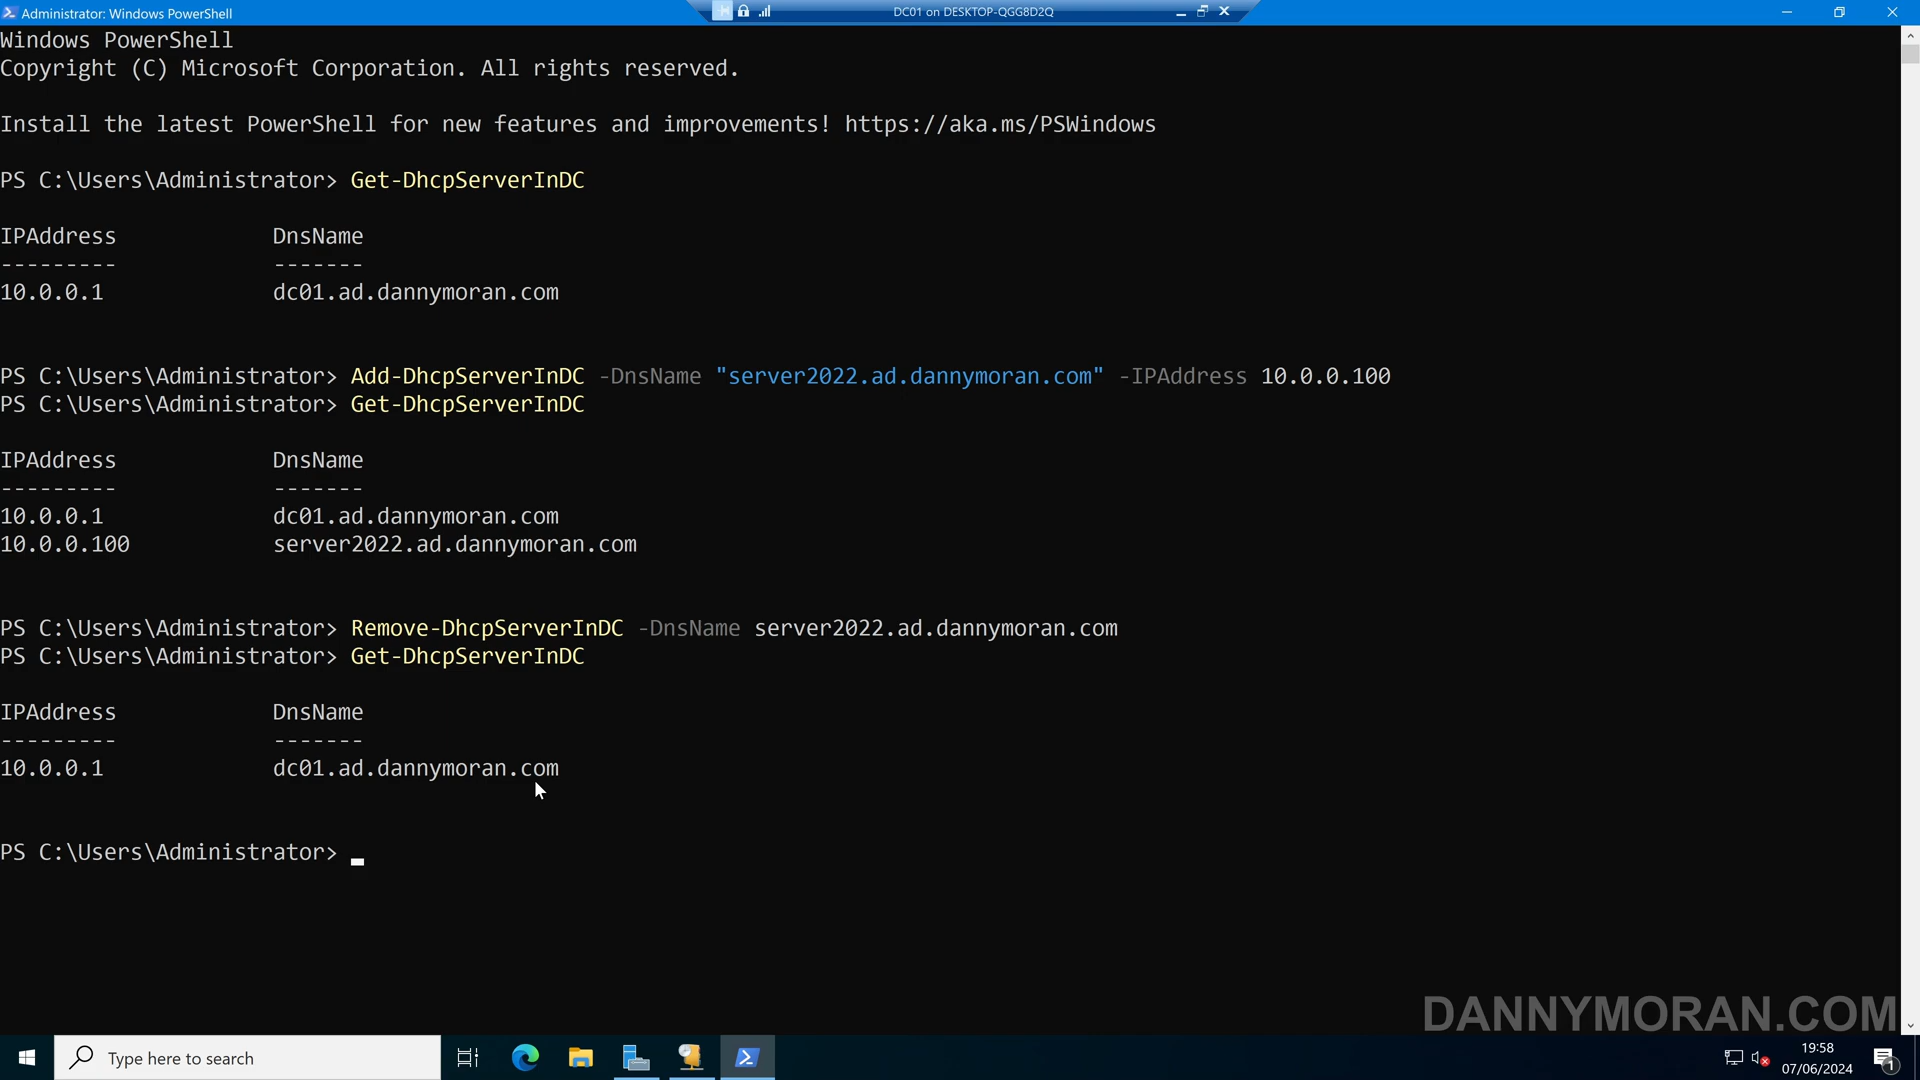 Administrator: Windows PowerShell
DC01 on DESKTOP-QGG8D2Q
Windows PowerShell
Copyright (C) Microsoft Corporation. All rights reserved.
Install the latest PowerShell for new features and improvements! https://aka.ms/PSWindows
PS C:\Users\Administrator> Get-DhcpServerInDC
IPAddress DnsName
--------- -------
10.0.0.1 dc01.ad.dannymoran.com
PS C:\Users\Administrator> Add-DhcpServerInDC -DnsName "server2022.ad.dannymoran.com" -IPAddress 10.0.0.100
PS C:\Users\Administrator> Get-DhcpServerInDC
IPAddress DnsName
--------- -------
10.0.0.1 dc01.ad.dannymoran.com
10.0.0.100 server2022.ad.dannymoran.com
PS C:\Users\Administrator> Remove-DhcpServerInDC -DnsName server2022.ad.dannymoran.com
PS C:\Users\Administrator> Get-DhcpServerInDC
IPAddress DnsName
--------- -------
10.0.0.1 dc01.ad.dannymoran.com
PS C:\Users\Administrator>
DANNYMORAN.COM
Type here to search
19:58
07/06/2024
1